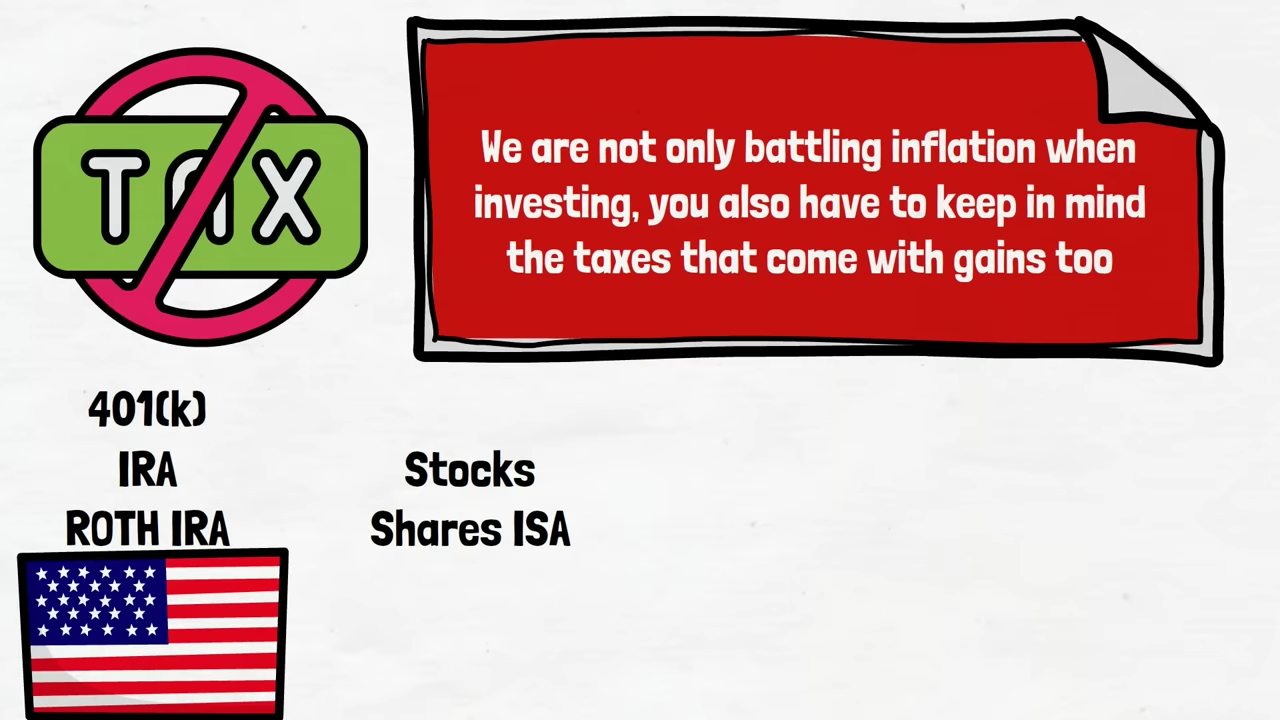 TAX
We are not only battling inflation when
investing, you also have to keep in mind
the taxes that come with gains too
401(k)
IRA
ROTH IRA
Stocks
Shares ISA